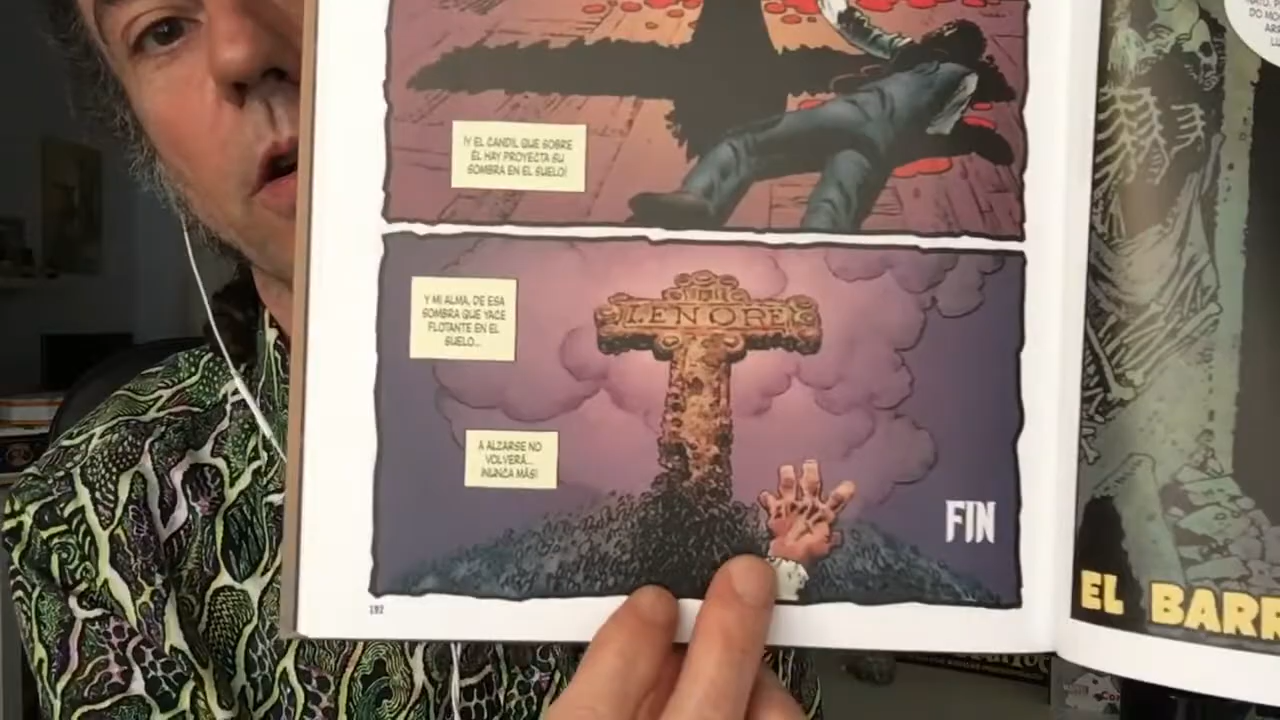 ¡Y EL CANDIL QUE SOBRE
ÉL HAY PROYECTA SU
SOMBRA EN EL SUELO!
Y MI ALMA, DE ESA
SOMBRA QUE YACE
FLOTANTE EN EL
SUELO...
LENORE
A ALZARSE NO
VOLVERÁ...
¡NUNCA MÁS!
FIN
192
EL BARR